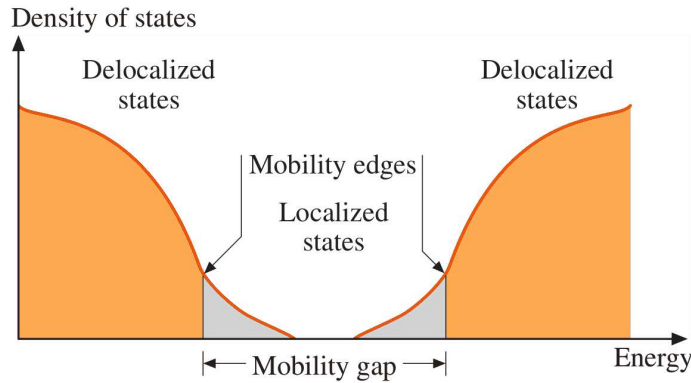 Density of states
Delocalized
states
Delocalized
states
Mobility edges
Localized
states
Mobility gap
Energy